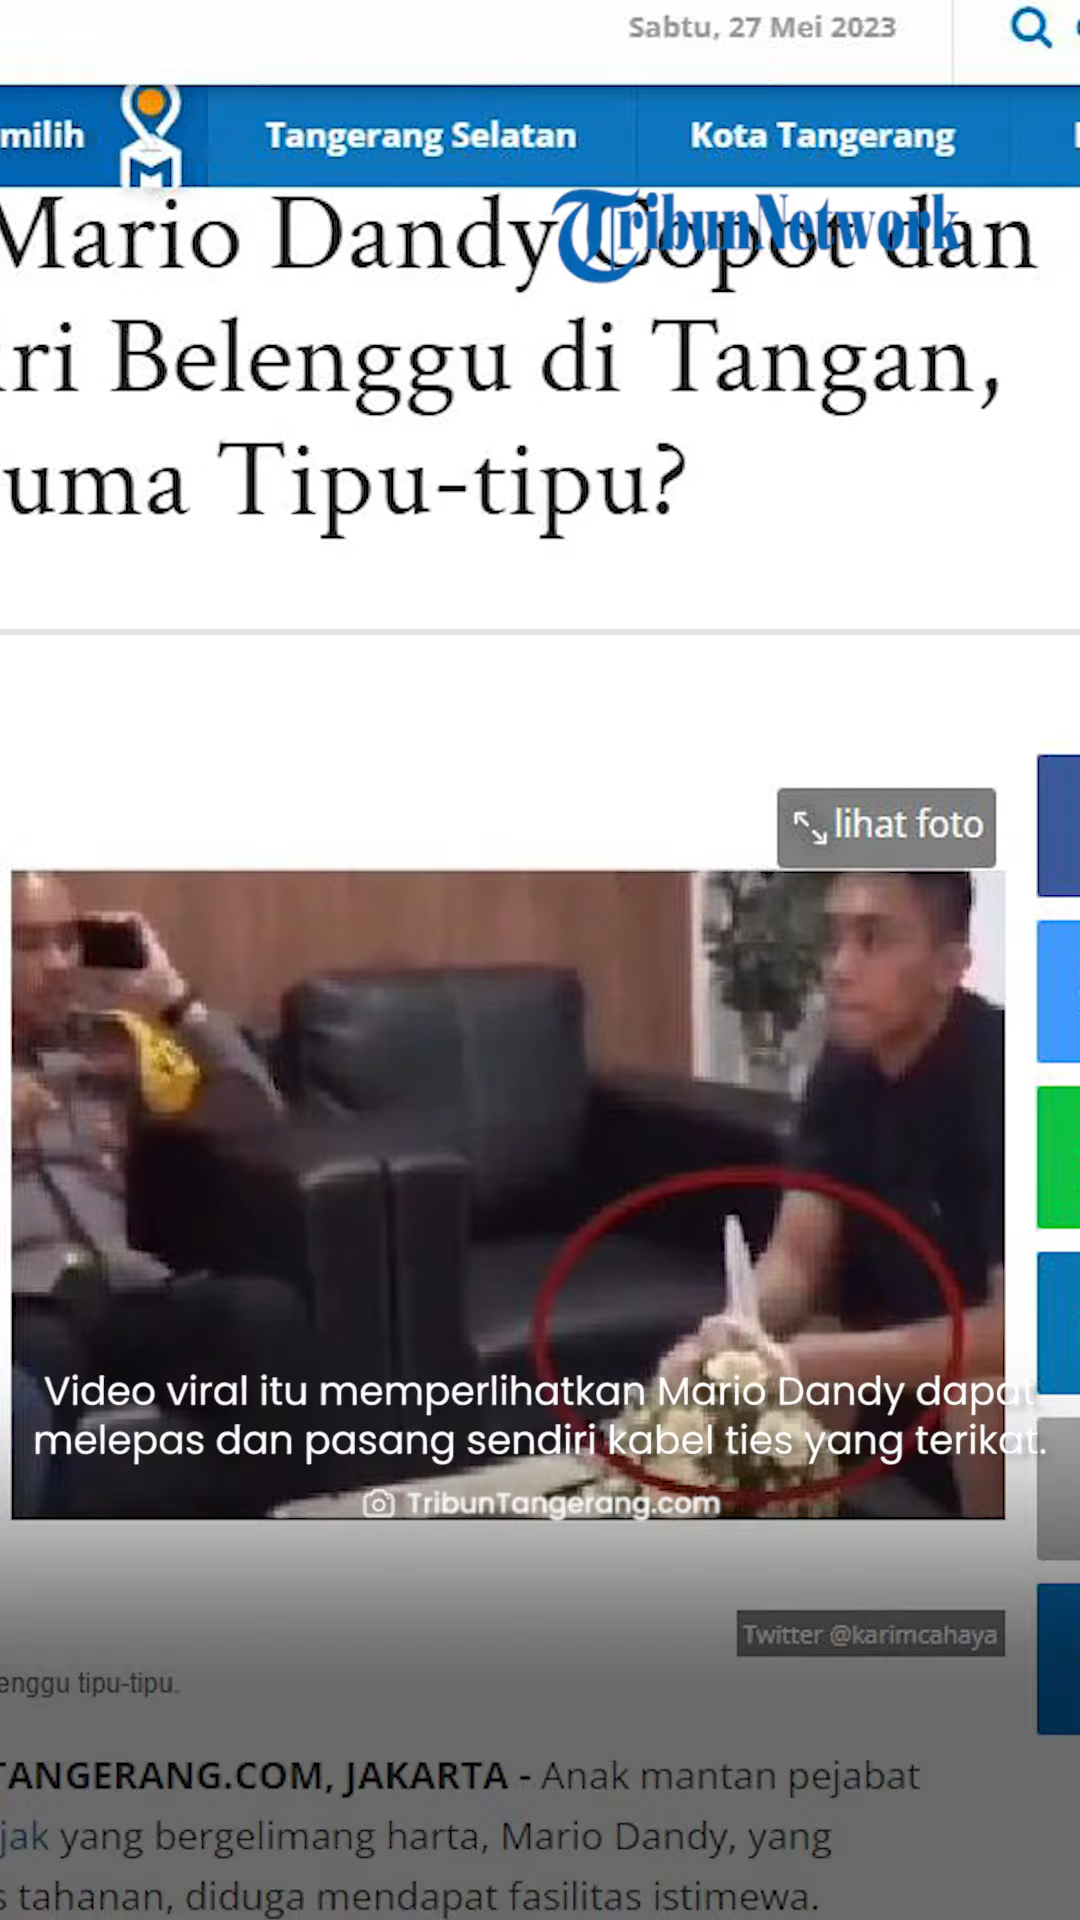 Sabtu, 27 Mei 2023
milih
Tangerang Selatan
Kota Tangerang
TribunNetwork
Mario Dandy Copot dan
iri Belenggu di Tangan,
uma Tipu-tipu?
lihat foto
Video viral itu memperlihatkan Mario Dandy dapat
melepas dan pasang sendiri kabel ties yang terikat.
TribunTangerang.com
Twitter @karimcahaya
enggu tipu-tipu.
TANGERANG.COM, JAKARTA - Anak mantan pejabat
jak yang bergelimang harta, Mario Dandy, yang
s tahanan, diduga mendapat fasilitas istimewa.